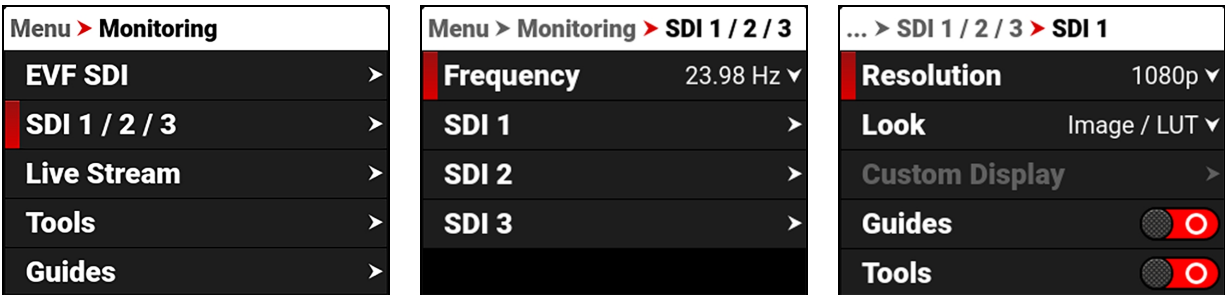 Menu > Monitoring
EVF SDI
SDI 1 / 2 / 3
Live Stream
Tools
Guides
Menu > Monitoring > SDI 1 / 2 / 3
Frequency 23.98 Hz
SDI 1
SDI 2
SDI 3
... > SDI 1 / 2 / 3 > SDI 1
Resolution 1080p
Look Image / LUT
Custom Display
Guides
Tools